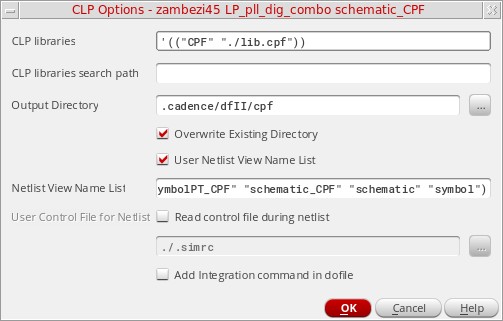 CLP Options - zambezi45 LP_pll_dig_combo schematic_CPF
CLP libraries '(("CPF" "./lib.cpf"))
CLP libraries search path
Output Directory .cadence/dfII/cpf ...
Overwrite Existing Directory
User Netlist View Name List
Netlist View Name List ymbolPT_CPF" "schematic_CPF" "schematic" "symbol")
User Control File for Netlist Read control file during netlist
./.simrc ...
Add Integration command in dofile
OK Cancel Help